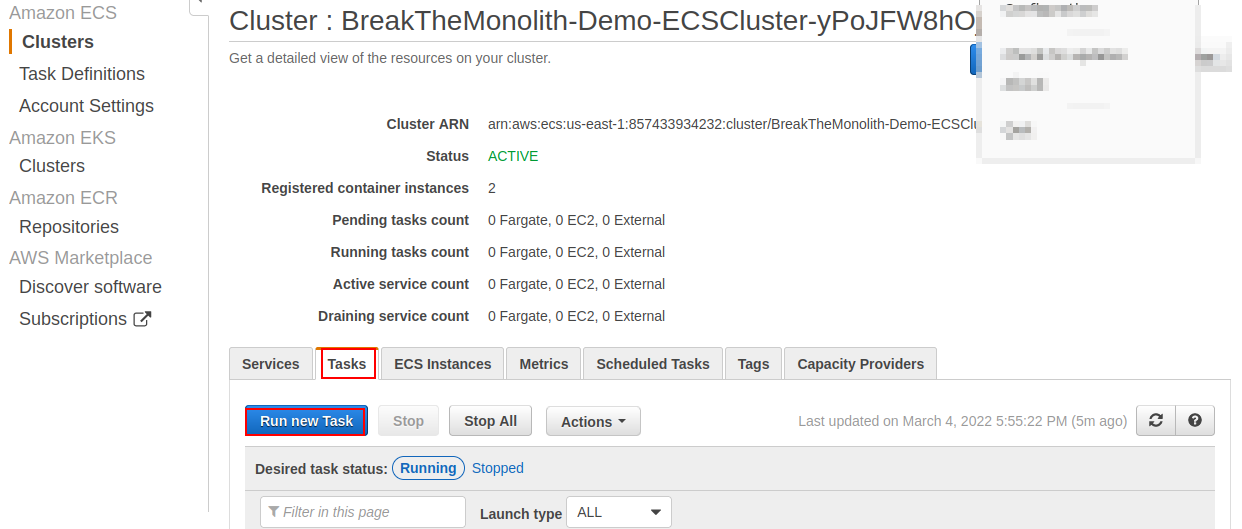 Amazon ECS
Clusters
Task Definitions
Account Settings
Amazon EKS
Clusters
Amazon ECR
Repositories
AWS Marketplace
Discover software
Subscriptions
Cluster : BreakTheMonolith-Demo-ECSCluster-yPoJFW8hO
Get a detailed view of the resources on your cluster.
Cluster ARN arn:aws:ecs:us-east-1:857433934232:cluster/BreakTheMonolith-Demo-ECSClu
Status ACTIVE
Registered container instances 2
Pending tasks count 0 Fargate, 0 EC2, 0 External
Running tasks count 0 Fargate, 0 EC2, 0 External
Active service count 0 Fargate, 0 EC2, 0 External
Draining service count 0 Fargate, 0 EC2, 0 External
Services Tasks ECS Instances Metrics Scheduled Tasks Tags Capacity Providers
Run new Task Stop Stop All Actions Last updated on March 4, 2022 5:55:22 PM (5m ago)
Desired task status: Running Stopped
Filter in this page Launch type ALL